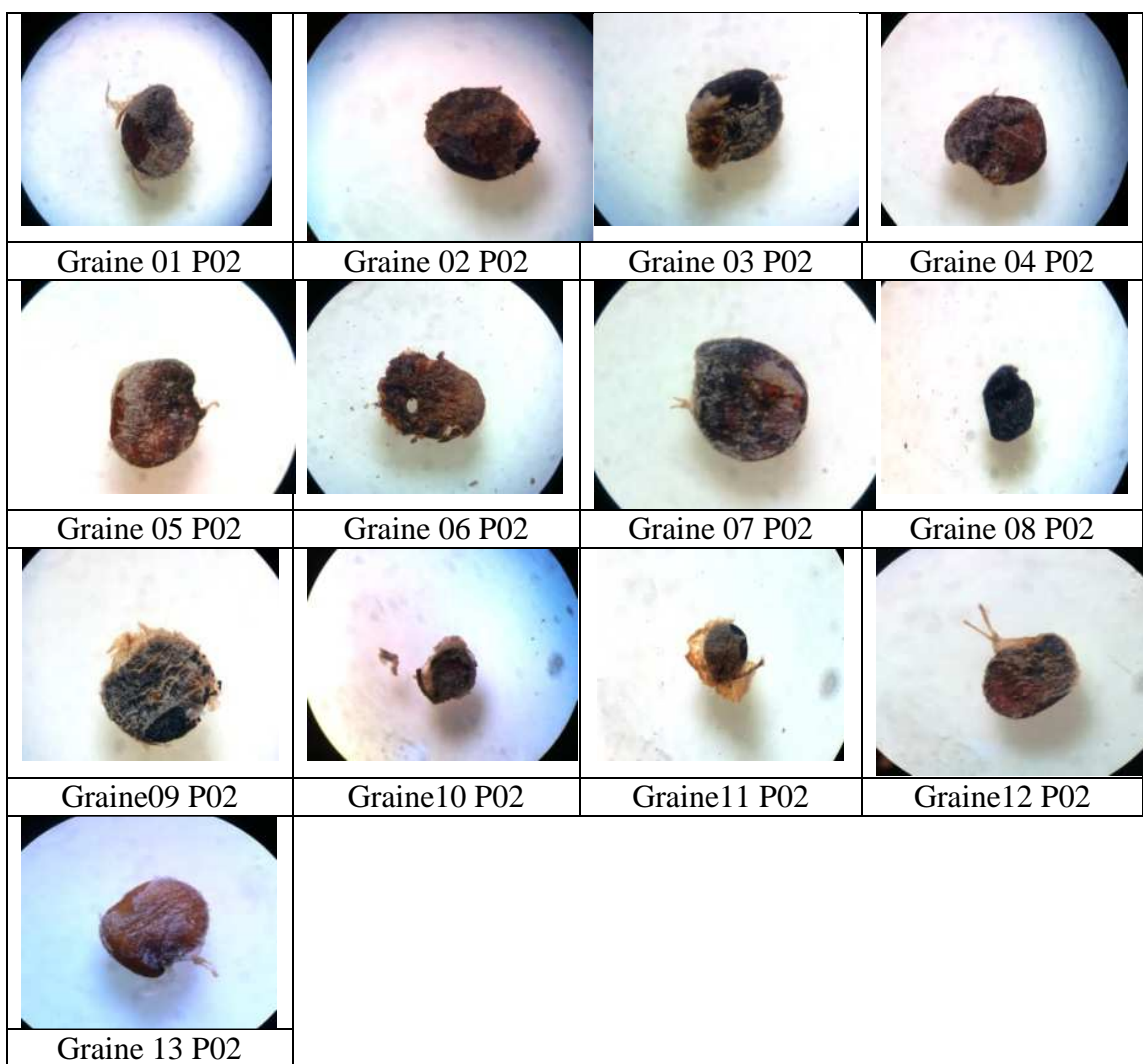 Graine 01 P02
Graine 02 P02
Graine 03 P02
Graine 04 P02
Graine 05 P02
Graine 06 P02
Graine 07 P02
Graine 08 P02
Graine09 P02
Graine10 P02
Graine11 P02
Graine12 P02
Graine 13 P02